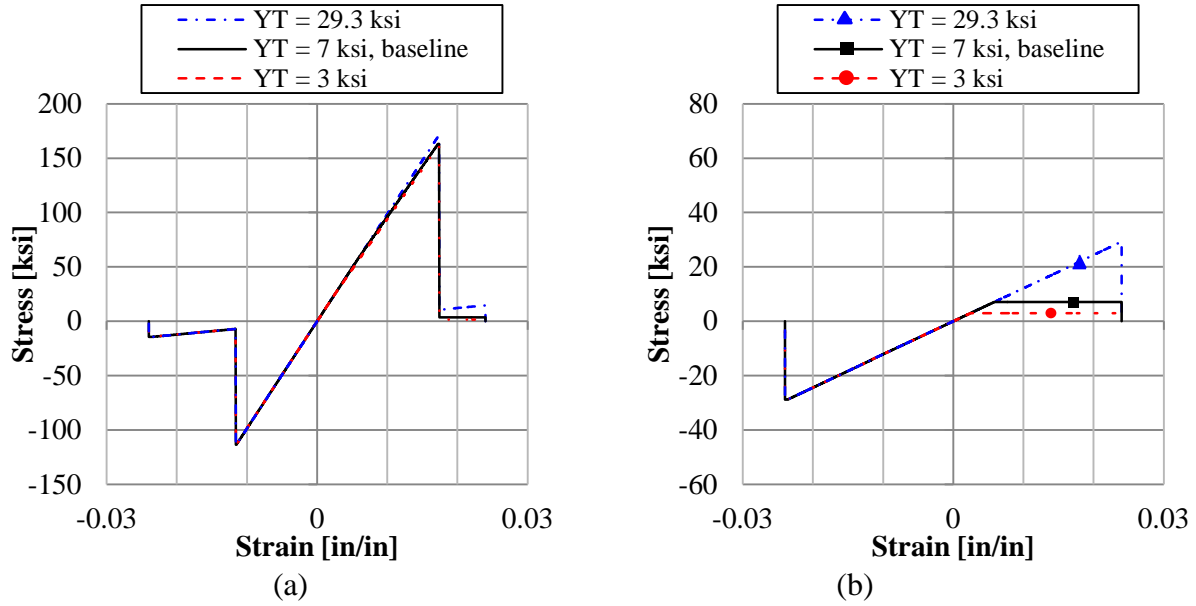 YT = 29.3 ksi
YT = 7 ksi, baseline
YT = 3 ksi
200
150
100
50
0
-50
-100
-150
Stress [ksi]
-0.03
0
0.03
Strain [in/in]
(a)
YT = 29.3 ksi
YT = 7 ksi, baseline
YT = 3 ksi
80
60
40
20
0
-20
-40
-60
Stress [ksi]
-0.03
0
0.03
Strain [in/in]
(b)